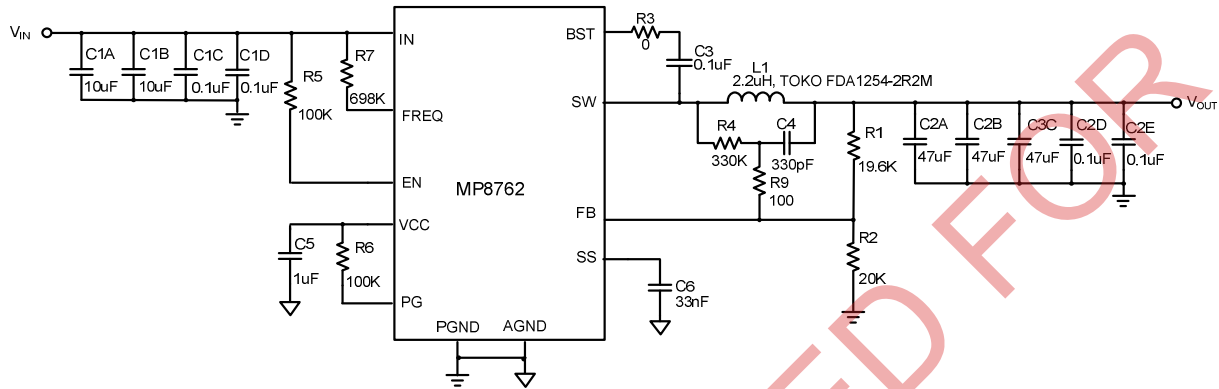 V_IN
C1A
10uF
C1B
10uF
C1C
0.1uF
C1D
0.1uF
R5
100K
R7
698K
IN
FREQ
EN
VCC
PG
MP8762
PGND
AGND
BST
SW
FB
SS
C5
1uF
R6
100K
R3
0
C3
0.1uF
L1
2.2uH, TOKO FDA1254-2R2M
R4
330K
C4
330pF
R9
100
R1
19.6K
R2
20K
C6
33nF
C2A
47uF
C2B
47uF
C3C
47uF
C2D
0.1uF
C2E
0.1uF
V_OUT
ED FOR